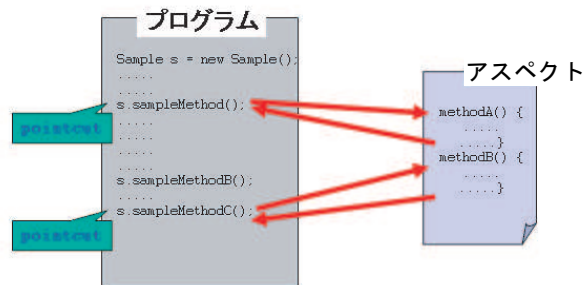 プログラム
Sample s = new Sample();
.....
.....
s.sampleMethod();
.....
.....
.....
.....
s.sampleMethodB();
.....
s.sampleMethodC();
pointcut
pointcut
アスペクト
methodA() {
.....
.....}
methodB() {
.....
.....}